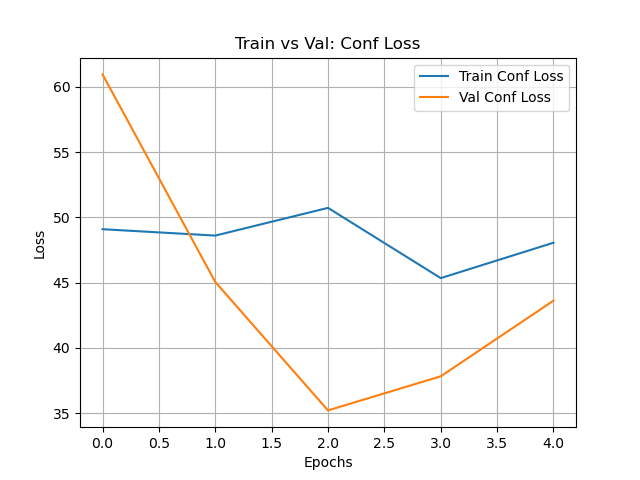 Train vs Val: Conf Loss
Train Conf Loss
Val Conf Loss
60
55
50
45
40
35
Loss
0.0 0.5 1.0 1.5 2.0 2.5 3.0 3.5 4.0
Epochs